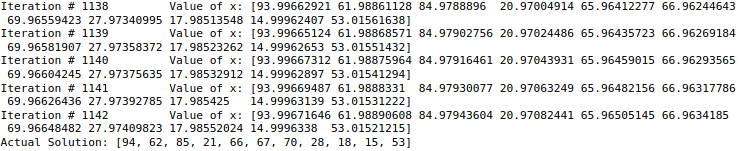 Iteration # 1138 Value of x: [93.99662921 61.98861128 84.9788896 20.97004914 65.96412277 66.96244643
69.96559423 27.97340995 17.98513548 14.99962407 53.01561638]
Iteration # 1139 Value of x: [93.99665124 61.98868571 84.97902756 20.97024486 65.96435723 66.96269184
69.96581907 27.97358372 17.98523262 14.99962653 53.01551432]
Iteration # 1140 Value of x: [93.99667312 61.98875964 84.97916461 20.97043931 65.96459015 66.96293565
69.96604245 27.97375635 17.98532912 14.99962897 53.01541294]
Iteration # 1141 Value of x: [93.99669487 61.9888331 84.97930077 20.97063249 65.96482156 66.96317786
69.96626436 27.97392785 17.985425 14.99963139 53.01531222]
Iteration # 1142 Value of x: [93.99671646 61.98890608 84.97943604 20.97082441 65.96505145 66.9634185
69.96648482 27.97409823 17.98552024 14.9996338 53.01521215]
Actual Solution: [94, 62, 85, 21, 66, 67, 70, 28, 18, 15, 53]